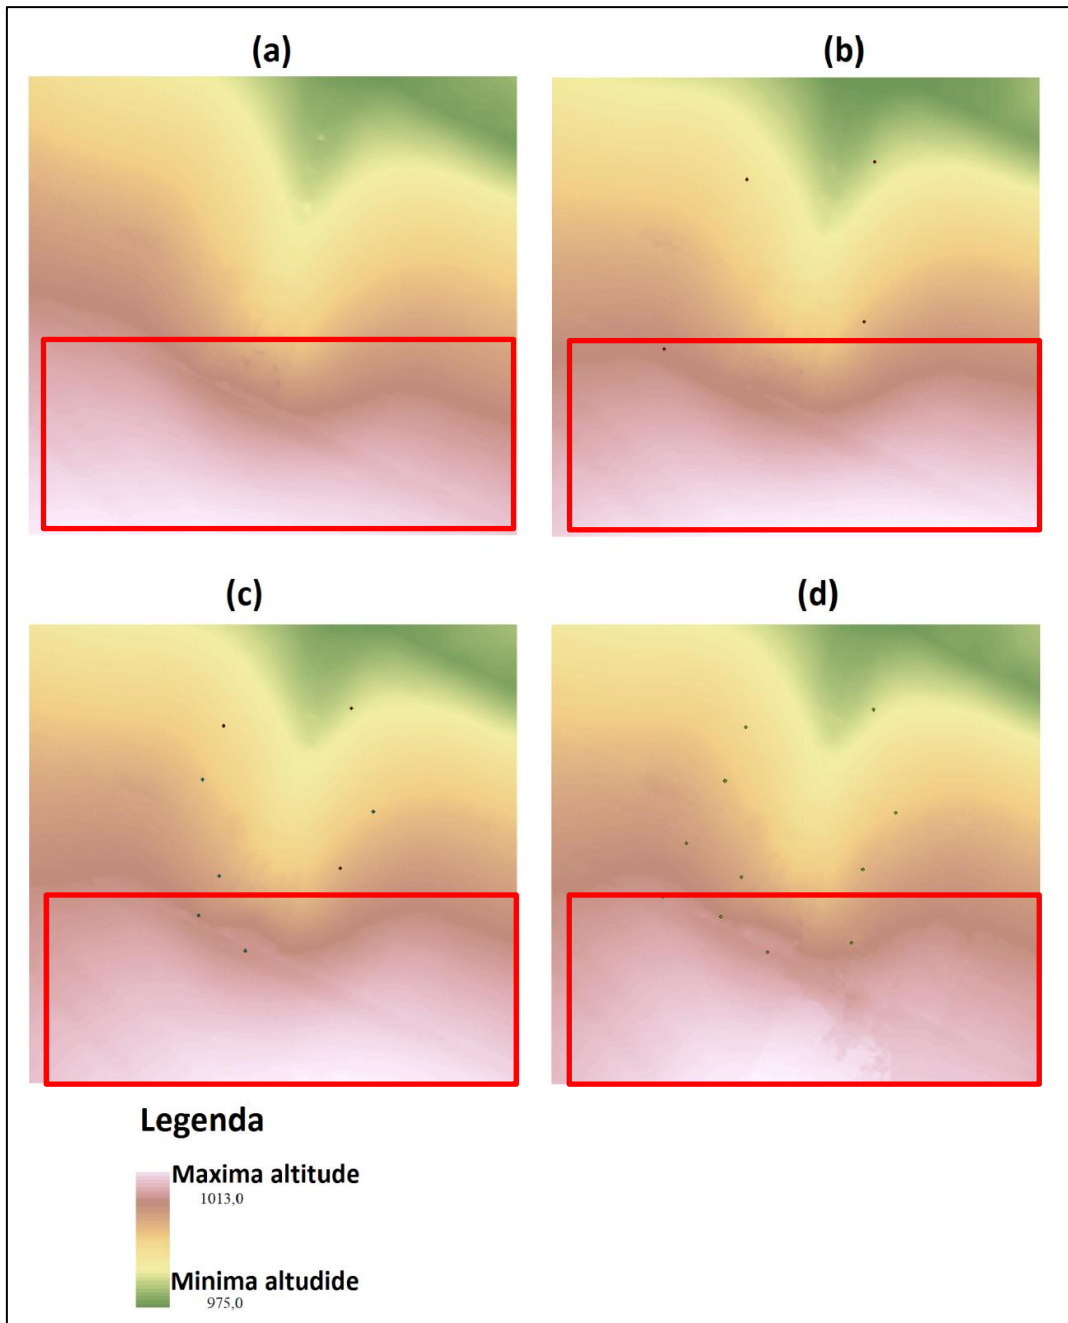 (a)
(b)
(c)
(d)
Legenda
Maxima altitude
1013,0
Minima altudide
975,0